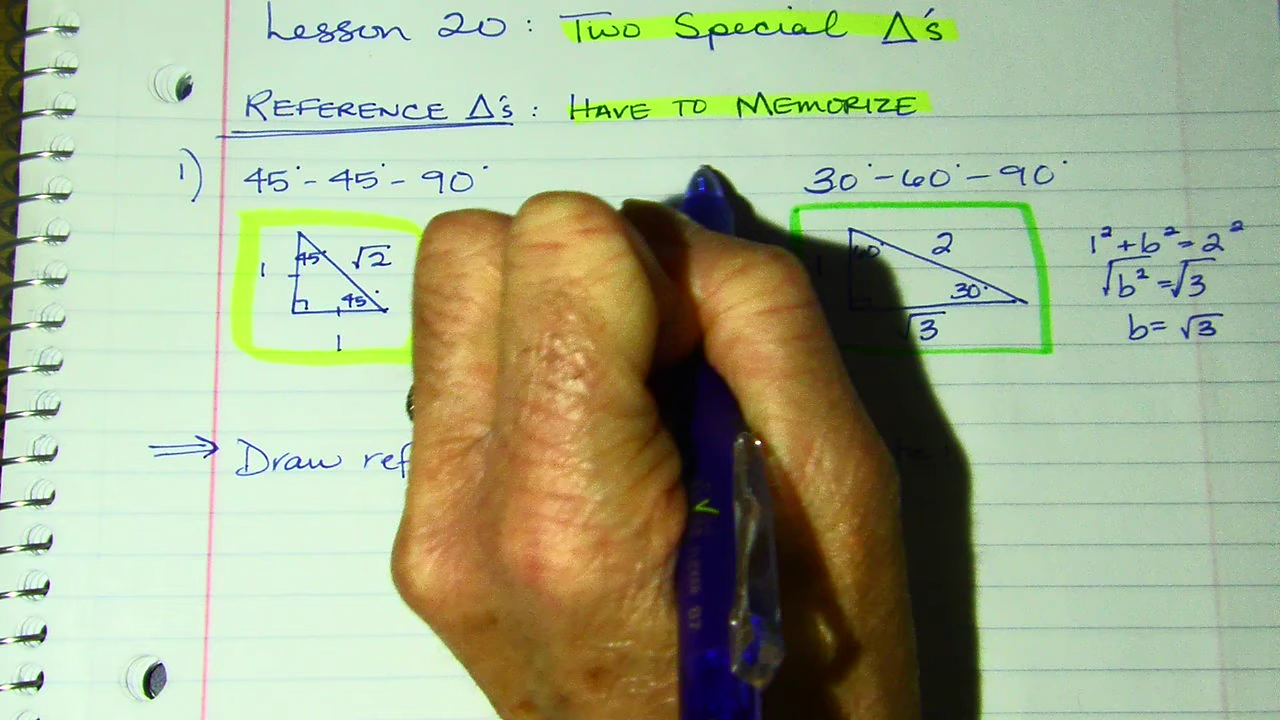 Lesson 20: Two Special Δ's
REFERENCE Δ'S: HAVE TO MEMORIZE
1) 45° - 45° - 90°
30° - 60° - 90°
45°
√2
1
45°
1
60°
2
1
30°
√3
1² + b² = 2²
√b² = √3
b = √3
⇒ Draw